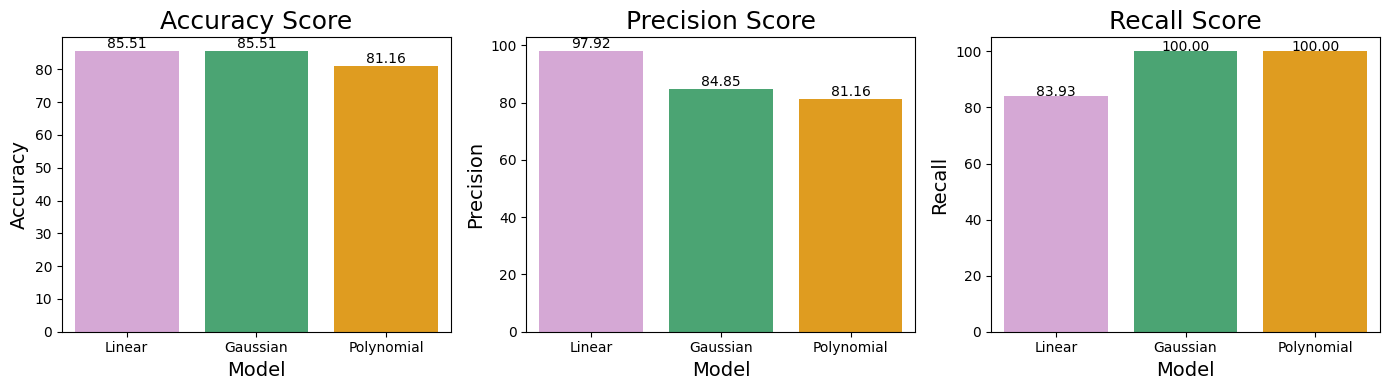 Accuracy Score
Accuracy
80
70
60
50
40
30
20
10
0
85.51
85.51
81.16
Linear
Gaussian
Polynomial
Model
Precision Score
Precision
100
80
60
40
20
0
97.92
84.85
81.16
Linear
Gaussian
Polynomial
Model
Recall Score
Recall
100
80
60
40
20
0
83.93
100.00
100.00
Linear
Gaussian
Polynomial
Model